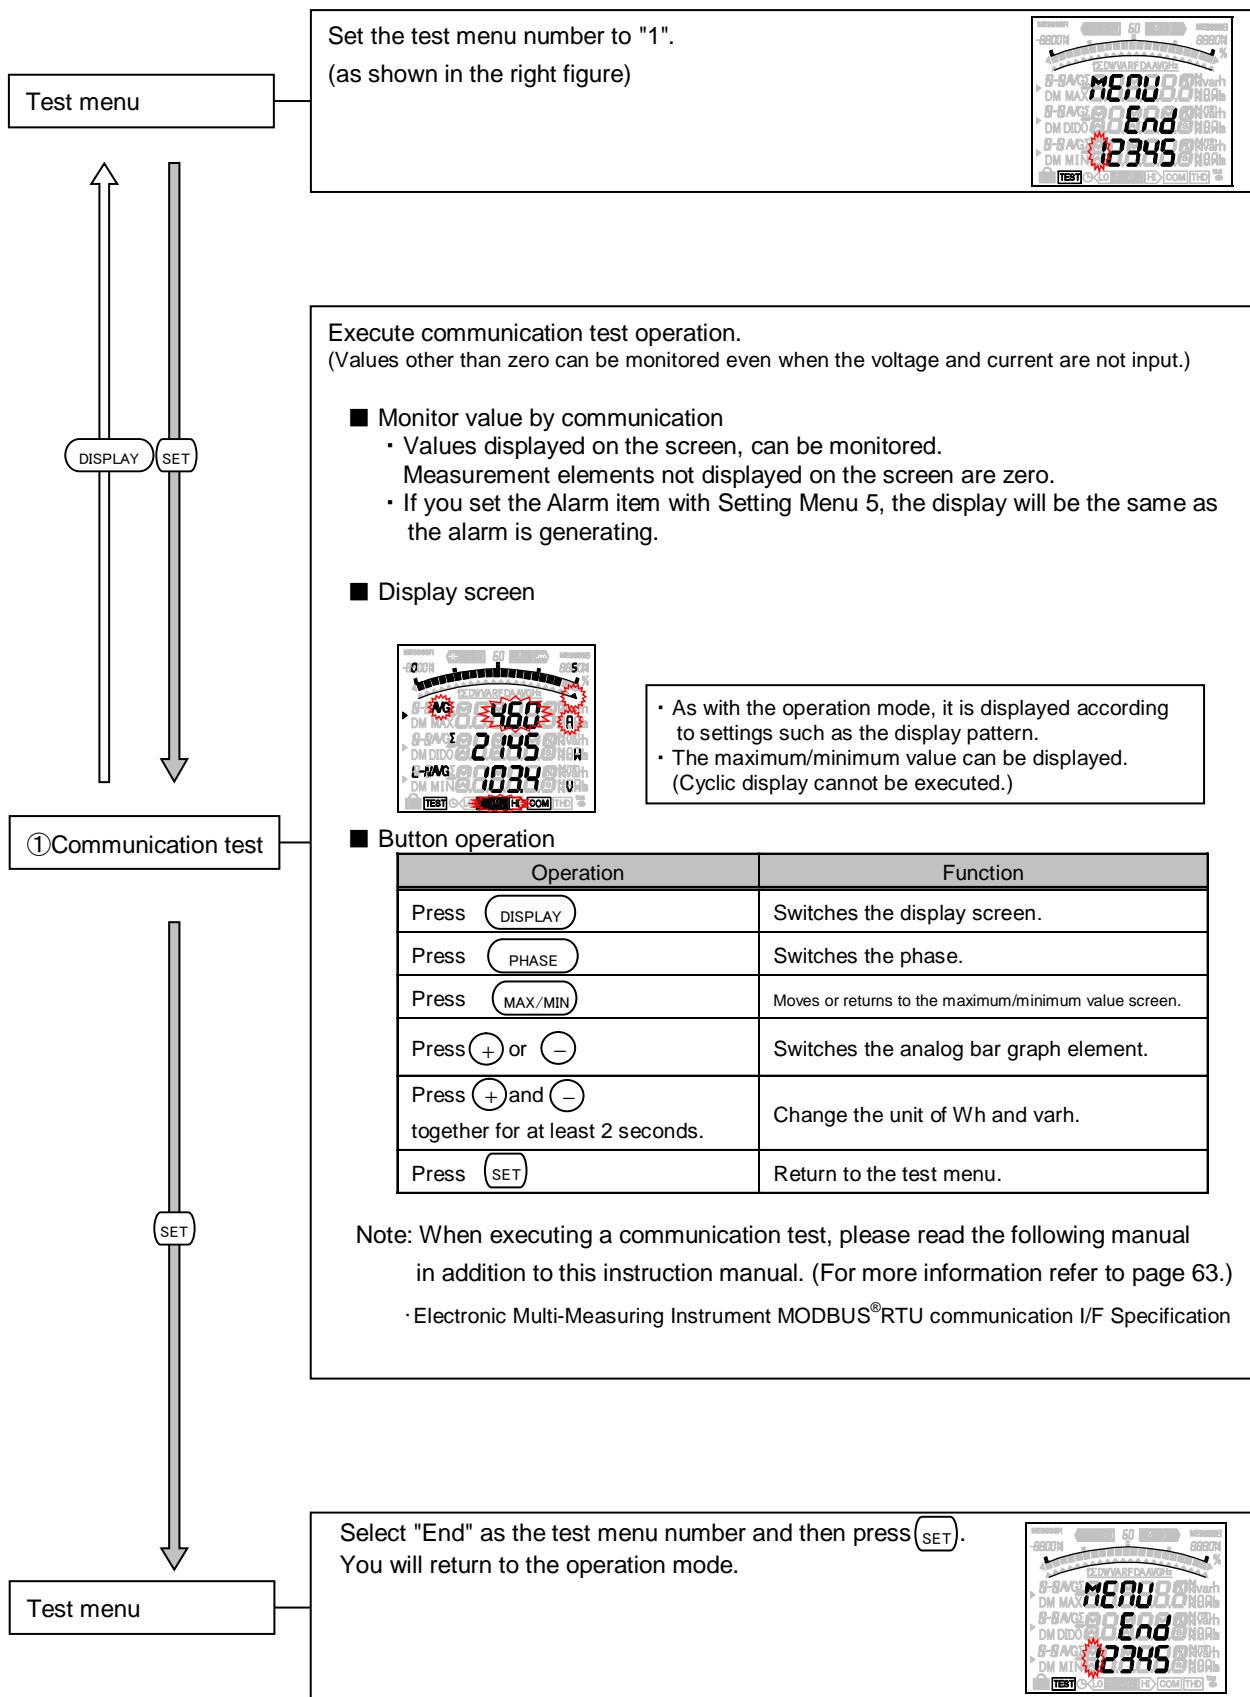 Test menu
Set the test menu number to "1".
(as shown in the right figure)
MENU
End
12345
TEST
DISPLAY SET
Execute communication test operation.
(Values other than zero can be monitored even when the voltage and current are not input.)
■ Monitor value by communication
・Values displayed on the screen, can be monitored.
Measurement elements not displayed on the screen are zero.
・If you set the Alarm item with Setting Menu 5, the display will be the same as
the alarm is generating.
■ Display screen
0 5
AVG 4.60 A
Σ 2145 W
L-N AVG 103.4 V
TEST HI COM
・As with the operation mode, it is displayed according
to settings such as the display pattern.
・The maximum/minimum value can be displayed.
(Cyclic display cannot be executed.)
①Communication test
■ Button operation
Operation Function
Press DISPLAY Switches the display screen.
Press PHASE Switches the phase.
Press MAX/MIN Moves or returns to the maximum/minimum value screen.
Press + or − Switches the analog bar graph element.
Press + and −
together for at least 2 seconds. Change the unit of Wh and varh.
Press SET Return to the test menu.
SET
Note: When executing a communication test, please read the following manual
in addition to this instruction manual. (For more information refer to page 63.)
・Electronic Multi-Measuring Instrument MODBUS®RTU communication I/F Specification
Test menu
Select "End" as the test menu number and then press SET.
You will return to the operation mode.
MENU
End
12345
TEST